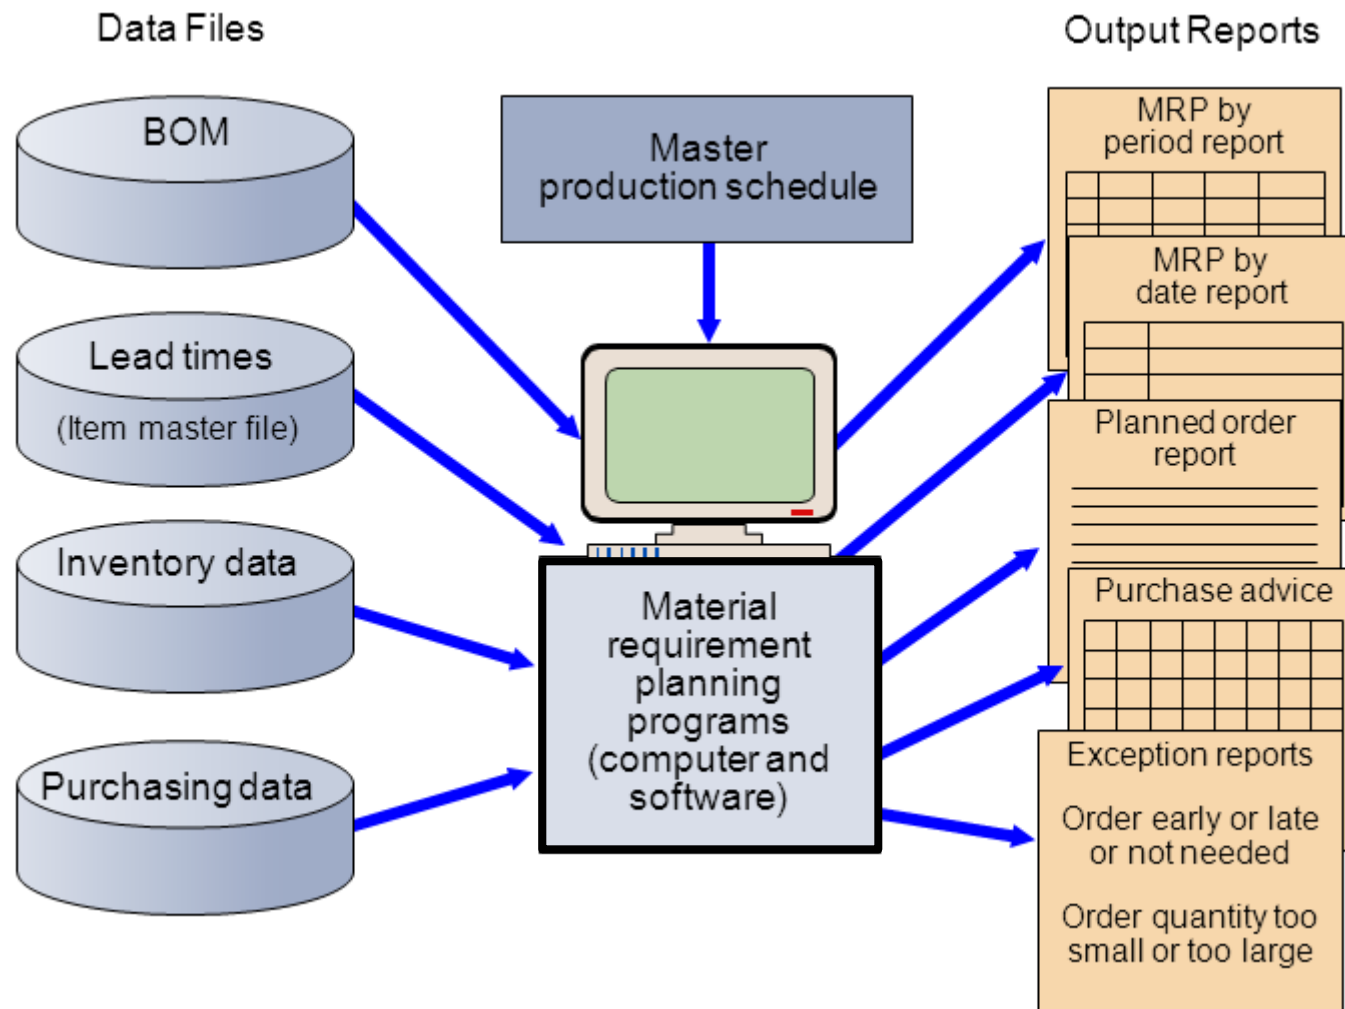 Data Files
Output Reports
BOM
Lead times
(Item master file)
Inventory data
Purchasing data
Master
production schedule
Material
requirement
planning
programs
(computer and
software)
MRP by
period report
MRP by
date report
Planned order
report
Purchase advice
Exception reports
Order early or late
or not needed
Order quantity too
small or too large